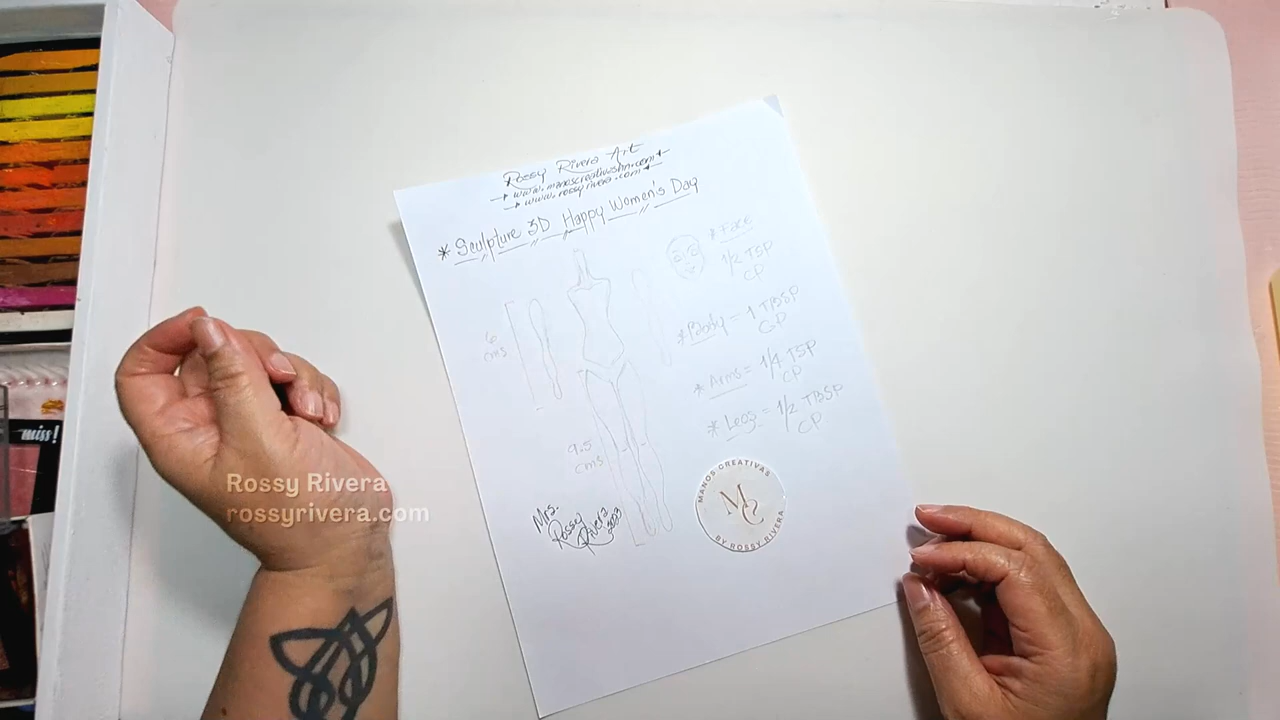 Rossy Rivera Art
www.manoscreativashn.com
www.rossyrivera.com
* Sculpture 3D Happy Women's Day
* Face
1/2 TSP
CP
* Body = 1 TBSP
CP
* Arms = 1/4 TSP
CP
* Legs = 1/2 TBSP
CP
6
cms
9.5
cms
Mrs.
Rossy
Rivera
2023
MANOS CREATIVAS
MC
BY ROSSY RIVERA
miss!
Rossy Rivera
rossyrivera.com